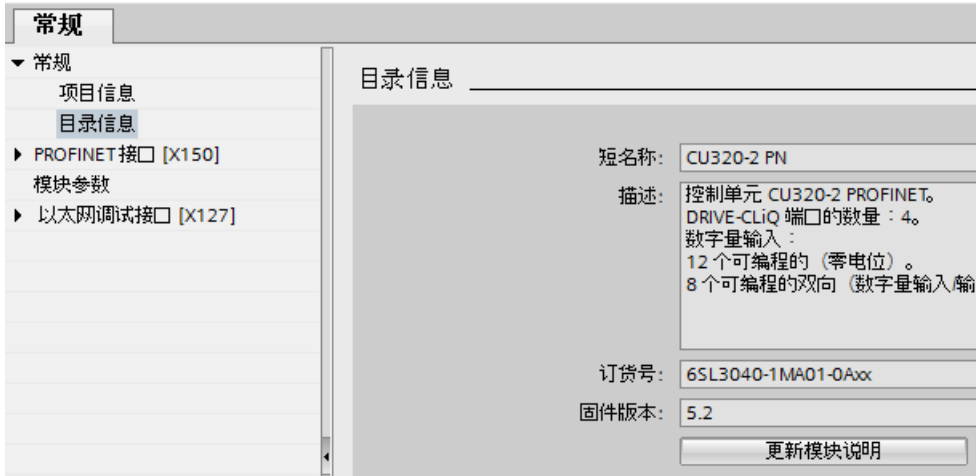 常规
常规
项目信息
目录信息
PROFINET接口 [X150]
模块参数
以太网调试接口 [X127]
目录信息
短名称: CU320-2 PN
描述: 控制单元 CU320-2 PROFINET。
DRIVE-CLiQ 端口的数量：4。
数字量输入：
12 个可编程的（零电位）。
8 个可编程的双向（数字量输入/输
订货号: 6SL3040-1MA01-0Axx
固件版本: 5.2
更新模块说明